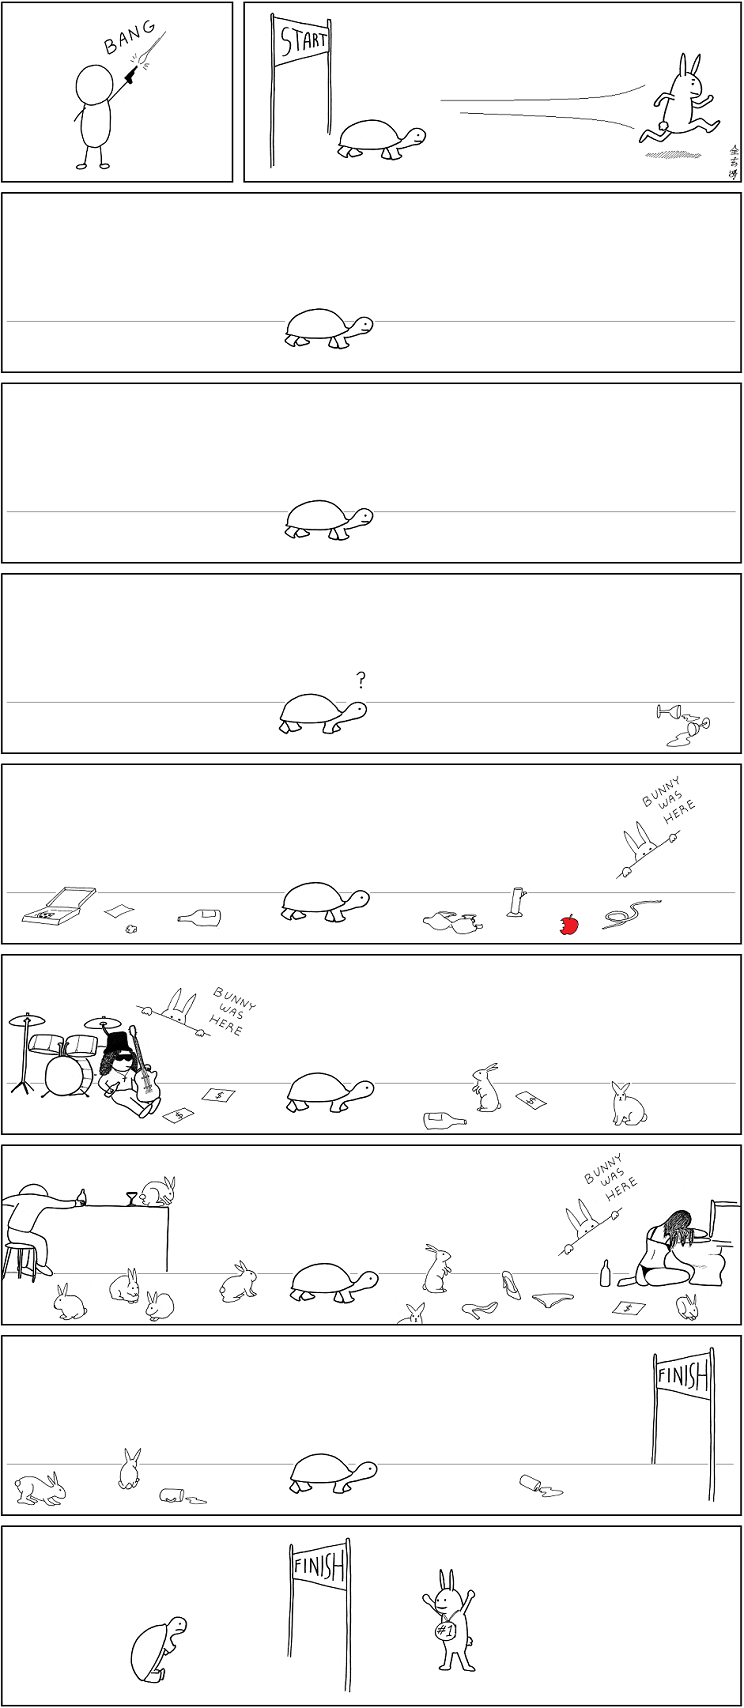 BANG
START
?
BUNNY
WAS
HERE
BUNNY
WAS
HERE
$
$
$
BUNNY
WAS
HERE
$
FINISH
FINISH
#1